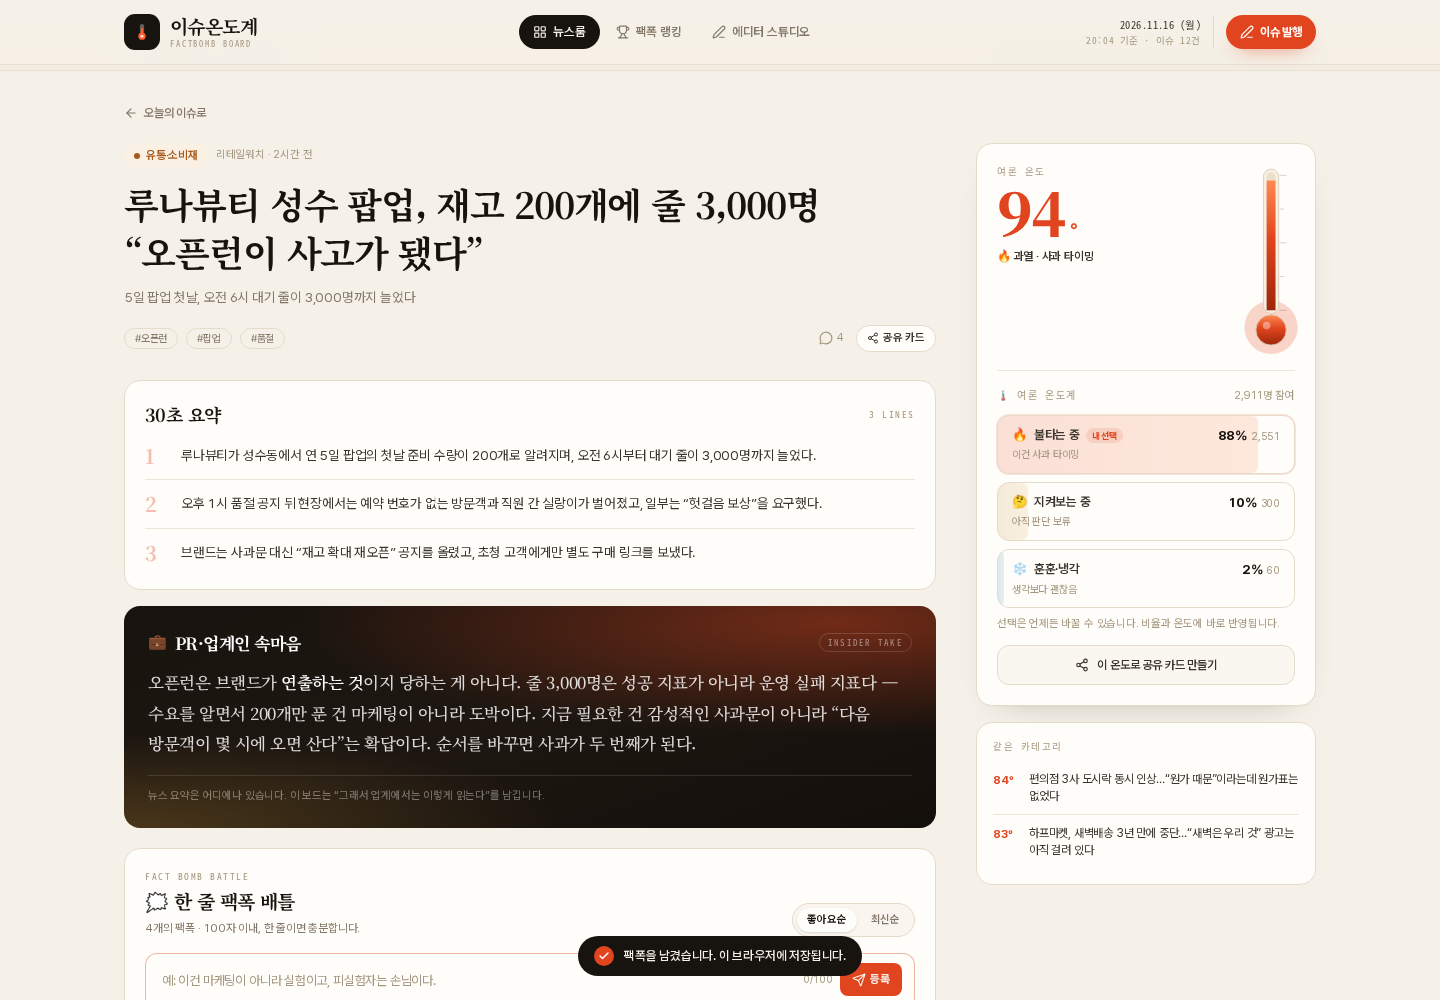 이슈온도계
FACTBOMB BOARD
뉴스룸
팩폭 랭킹
에디터 스튜디오
2026.11.16 (월)
20:04 기준 · 이슈 12건
이슈 발행
오늘의 이슈로
유통소비재
리테일워치 · 2시간 전
루나뷰티 성수 팝업, 재고 200개에 줄 3,000명
“오픈런이 사고가 됐다”
5일 팝업 첫날, 오전 6시 대기 줄이 3,000명까지 늘었다
#오픈런
#팝업
#품절
4
공유 카드
30초 요약
3 LINES
1 루나뷰티가 성수동에서 연 5일 팝업의 첫날 준비 수량이 200개로 알려지며, 오전 6시부터 대기 줄이 3,000명까지 늘었다.
2 오후 1시 품절 공지 뒤 현장에서는 예약 번호가 없는 방문객과 직원 간 실랑이가 벌어졌고, 일부는 “헛걸음 보상”을 요구했다.
3 브랜드는 사과문 대신 “재고 확대 재오픈” 공지를 올렸고, 초청 고객에게만 별도 구매 링크를 보냈다.
PR·업계인 속마음
INSIDER TAKE
오픈런은 브랜드가 연출하는 것이지 당하는 게 아니다. 줄 3,000명은 성공 지표가 아니라 운영 실패 지표다 —
수요를 알면서 200개만 푼 건 마케팅이 아니라 도박이다. 지금 필요한 건 감성적인 사과문이 아니라 “다음
방문객이 몇 시에 오면 산다”는 확답이다. 순서를 바꾸면 사과가 두 번째가 된다.
뉴스 요약은 어디에나 있습니다. 이 보드는 “그래서 업계에서는 이렇게 읽는다”를 남깁니다.
FACT BOMB BATTLE
한 줄 팩폭 배틀
4개의 팩폭 · 100자 이내, 한 줄이면 충분합니다.
좋아요순
최신순
예: 이건 마케팅이 아니라 실험이고, 피실험자는 손님이다.
0/100
등록
팩폭을 남겼습니다. 이 브라우저에 저장됩니다.
여론 온도
94°
과열 · 사과 타이밍
여론 온도계
2,911명 참여
불타는 중
내 선택
88% 2,551
이건 사과 타이밍
지켜보는 중
10% 300
아직 판단 보류
훈훈·냉각
2% 60
생각보다 괜찮음
선택은 언제든 바꿀 수 있습니다. 비율과 온도에 바로 반영됩니다.
이 온도로 공유 카드 만들기
같은 카테고리
84° 편의점 3사 도시락 동시 인상…“원가 때문”이라는데 원가표는
없었다
83° 하프마켓, 새벽배송 3년 만에 중단…“새벽은 우리 것” 광고는
아직 걸려 있다